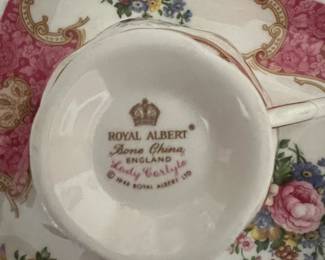 ROYAL ALBERT®
Bone China
ENGLAND
Lady Carlyle
© 1944 ROYAL ALBERT LTD